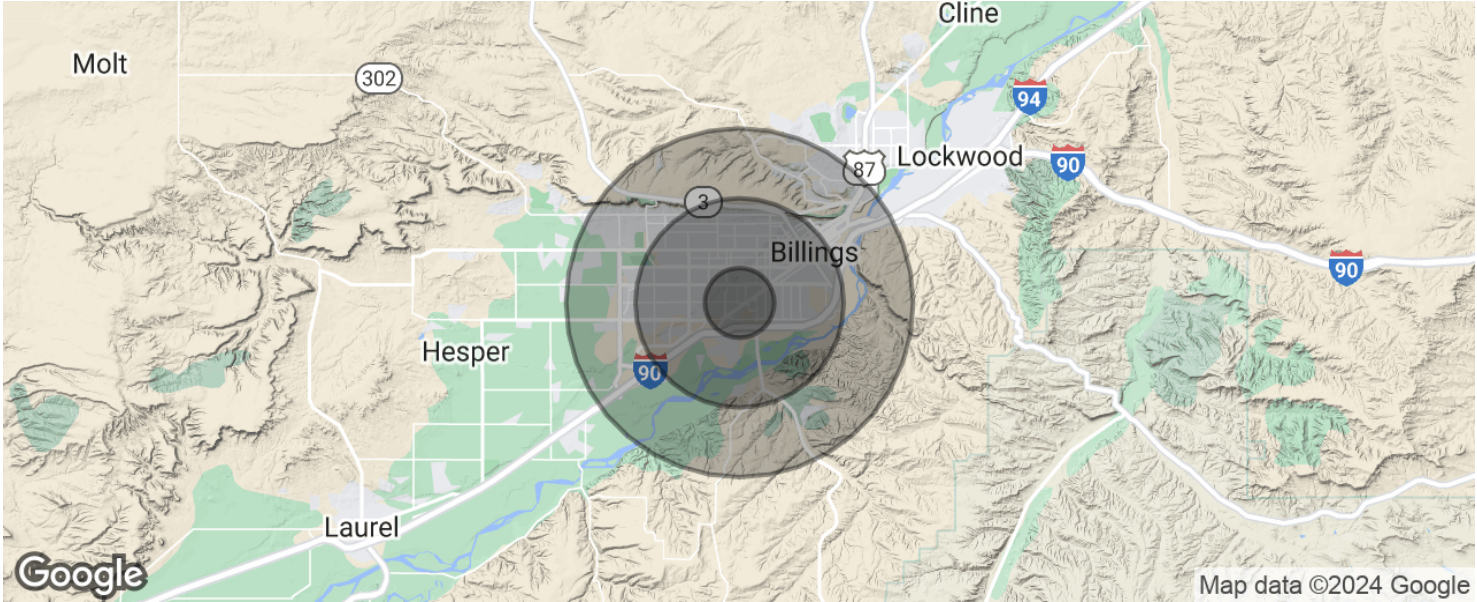 Cline
Molt
302
94
87
Lockwood
90
3
Billings
90
Hesper
90
Laurel
Google
Map data ©2024 Google